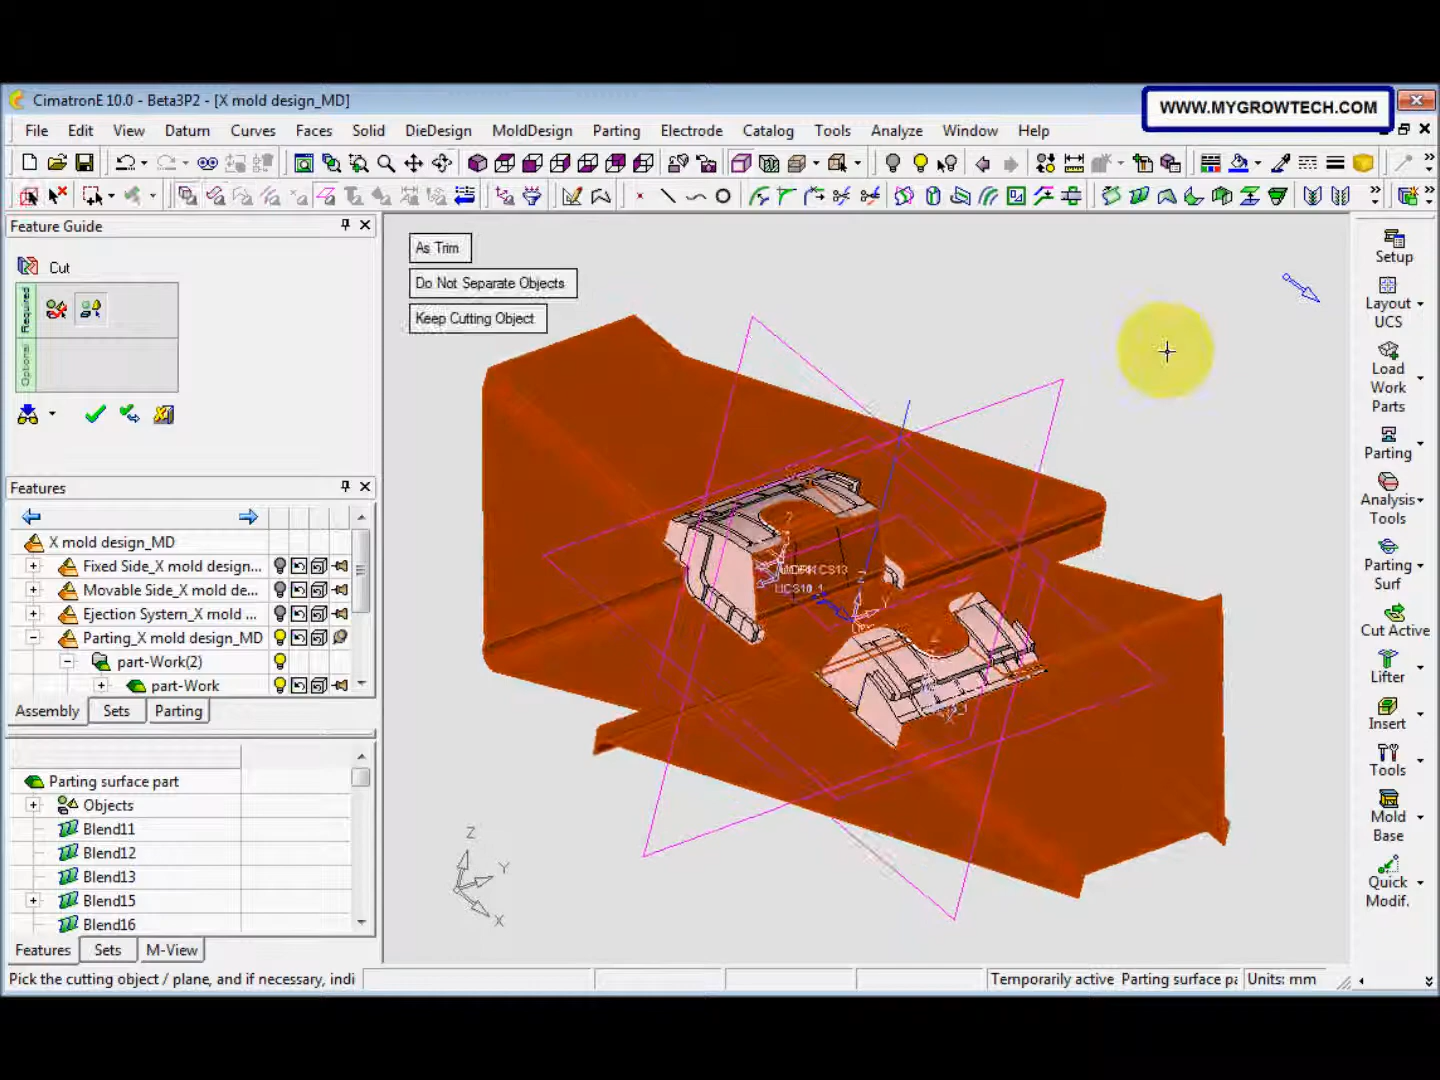 CimatronE 10.0 - Beta3P2 - [X mold design_MD]
WWW.MYGROWTECH.COM
File Edit View Datum Curves Faces Solid DieDesign MoldDesign Parting Electrode Catalog Tools Analyze Window Help
Feature Guide
Cut
Required
Optional
Features
X mold design_MD
Fixed Side_X mold design...
Movable Side_X mold de...
Ejection System_X mold ...
Parting_X mold design_MD
part-Work(2)
part-Work
Assembly Sets Parting
Parting surface part
Objects
Blend11
Blend12
Blend13
Blend15
Blend16
Features Sets M-View
As Trim
Do Not Separate Objects
Keep Cutting Object
UCS10_1
Z
Y
X
Setup
Layout
UCS
Load
Work
Parts
Parting
Analysis
Tools
Parting
Surf
Cut Active
Lifter
Insert
Tools
Mold
Base
Quick
Modif.
Pick the cutting object / plane, and if necessary, indi
Temporarily active Parting surface pa Units: mm